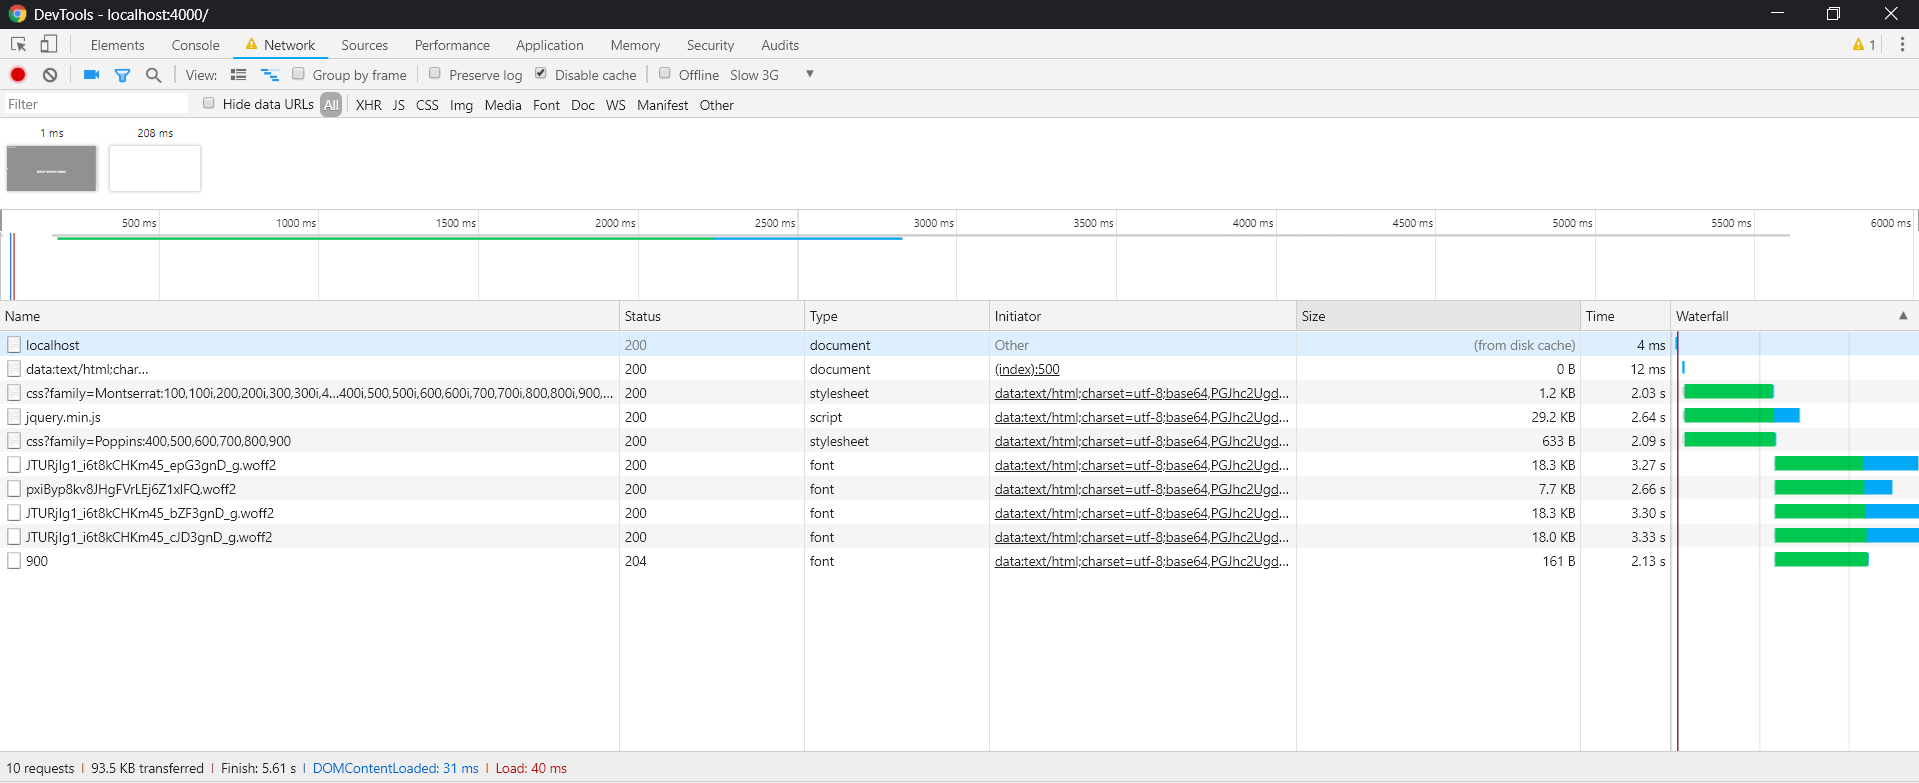 DevTools - localhost:4000/
Elements Console Network Sources Performance Application Memory Security Audits 1
View: Group by frame Preserve log Disable cache Offline Slow 3G
Filter Hide data URLs All XHR JS CSS Img Media Font Doc WS Manifest Other
1 ms 208 ms
500 ms 1000 ms 1500 ms 2000 ms 2500 ms 3000 ms 3500 ms 4000 ms 4500 ms 5000 ms 5500 ms 6000 ms
Name Status Type Initiator Size Time Waterfall
localhost 200 document Other (from disk cache) 4 ms
data:text/html;char... 200 document (index):500 0 B 12 ms
css?family=Montserrat:100,100i,200,200i,300,300i,4...400i,500,500i,600,600i,700,700i,800,800i,900,... 200 stylesheet data:text/html;charset=utf-8;base64,PGJhc2Ugd... 1.2 KB 2.03 s
jquery.min.js 200 script data:text/html;charset=utf-8;base64,PGJhc2Ugd... 29.2 KB 2.64 s
css?family=Poppins:400,500,600,700,800,900 200 stylesheet data:text/html;charset=utf-8;base64,PGJhc2Ugd... 633 B 2.09 s
JTURjIg1_i6t8kCHKm45_epG3gnD_g.woff2 200 font data:text/html;charset=utf-8;base64,PGJhc2Ugd... 18.3 KB 3.27 s
pxiByp8kv8JHgFVrLEj6Z1xlFQ.woff2 200 font data:text/html;charset=utf-8;base64,PGJhc2Ugd... 7.7 KB 2.66 s
JTURjIg1_i6t8kCHKm45_bZF3gnD_g.woff2 200 font data:text/html;charset=utf-8;base64,PGJhc2Ugd... 18.3 KB 3.30 s
JTURjIg1_i6t8kCHKm45_cJD3gnD_g.woff2 200 font data:text/html;charset=utf-8;base64,PGJhc2Ugd... 18.0 KB 3.33 s
900 204 font data:text/html;charset=utf-8;base64,PGJhc2Ugd... 161 B 2.13 s
10 requests | 93.5 KB transferred | Finish: 5.61 s | DOMContentLoaded: 31 ms | Load: 40 ms